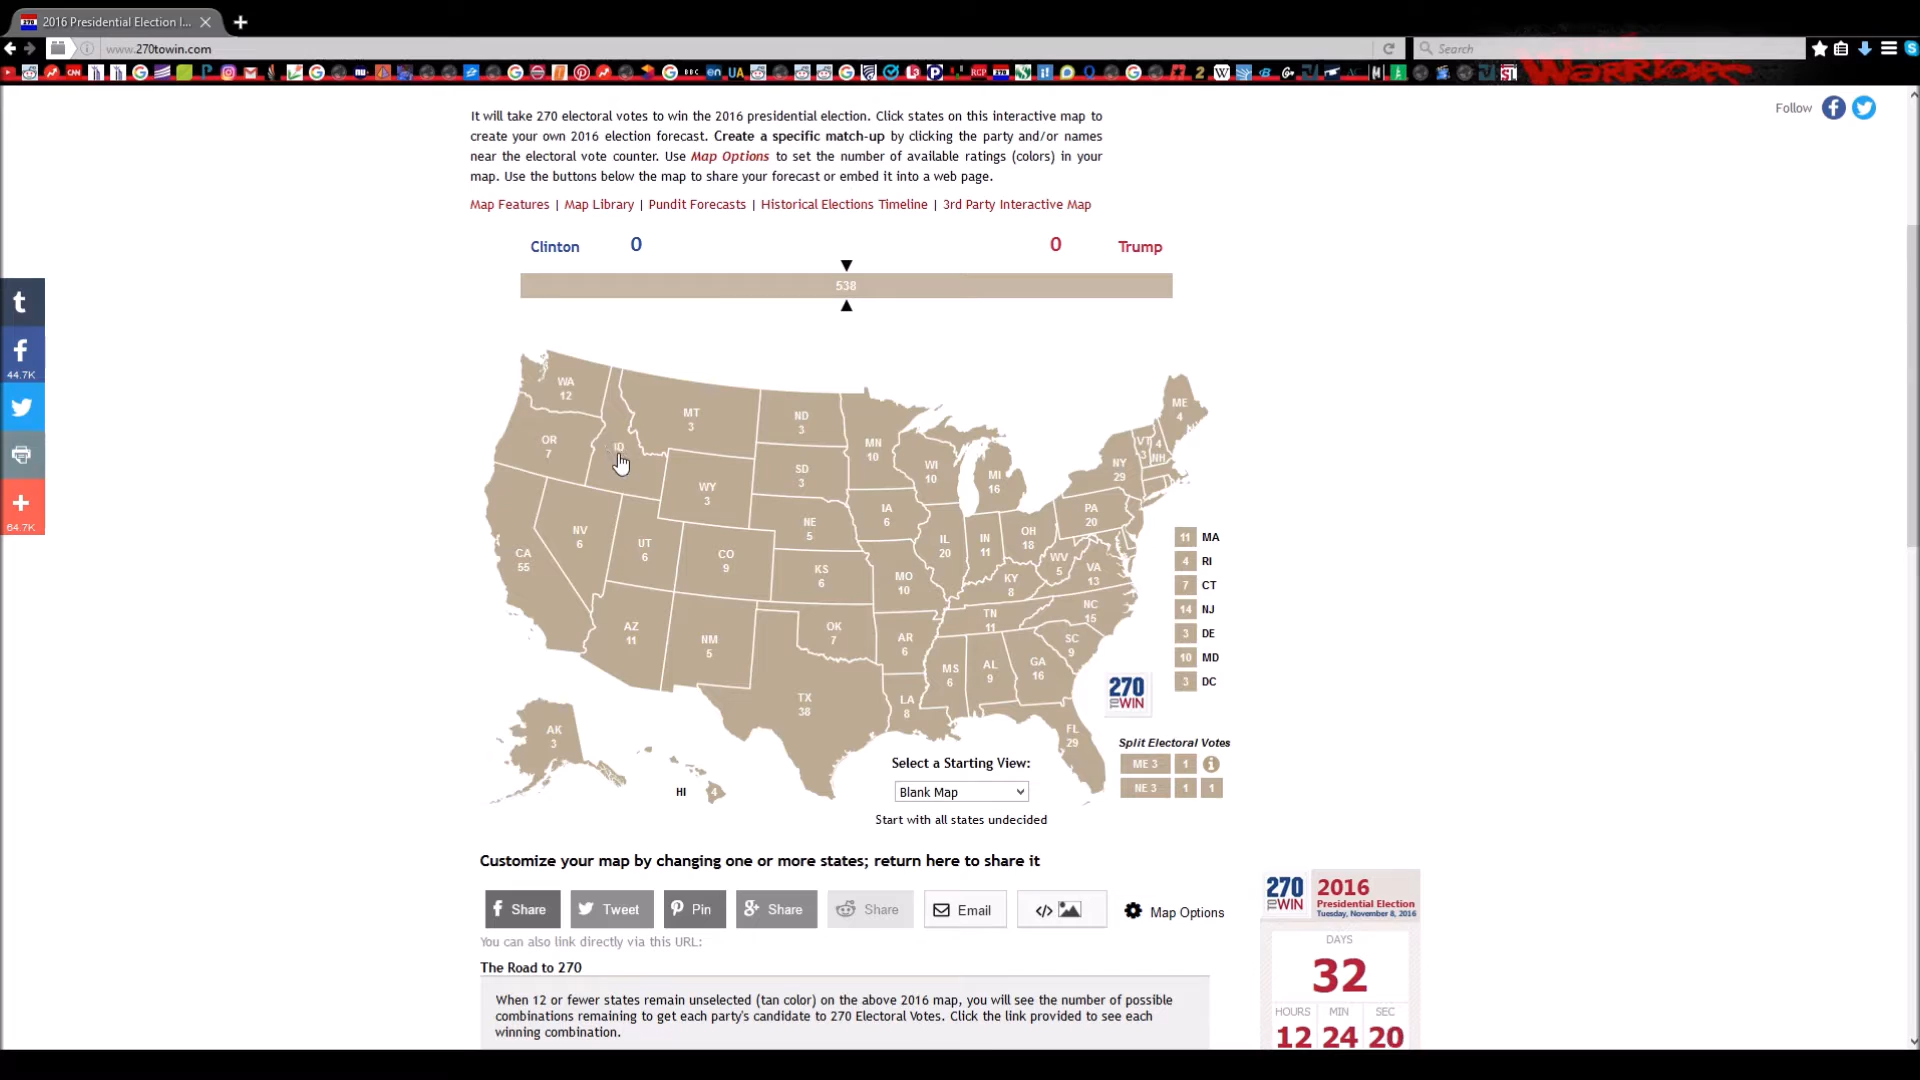 2016 Presidential Election I...
www.270towin.com
Search
WARRIORS
It will take 270 electoral votes to win the 2016 presidential election. Click states on this interactive map to
create your own 2016 election forecast. Create a specific match-up by clicking the party and/or names
near the electoral vote counter. Use Map Options to set the number of available ratings (colors) in your
map. Use the buttons below the map to share your forecast or embed it into a web page.
Follow
Map Features | Map Library | Pundit Forecasts | Historical Elections Timeline | 3rd Party Interactive Map
Clinton 0 0 Trump
538
44.7K
64.7K
WA
12
OR
7
ID
MT
3
ND
3
MN
10
WI
10
MI
16
ME
4
VT
3
4
NH
NY
29
SD
3
WY
3
NE
5
IA
6
IL
20
IN
11
OH
18
PA
20
NV
6
UT
6
CO
9
CA
55
KS
6
MO
10
KY
8
WV
5
VA
13
NC
15
TN
11
SC
9
AZ
11
NM
5
OK
7
AR
6
MS
6
AL
9
GA
16
TX
38
LA
8
FL
29
AK
3
HI 4
11 MA
4 RI
7 CT
14 NJ
3 DE
10 MD
3 DC
270
TO WIN
Split Electoral Votes
ME 3 1 i
NE 3 1 1
Select a Starting View:
Blank Map
Start with all states undecided
Customize your map by changing one or more states; return here to share it
Share Tweet Pin Share Share Email </> Map Options
You can also link directly via this URL:
The Road to 270
When 12 or fewer states remain unselected (tan color) on the above 2016 map, you will see the number of possible
combinations remaining to get each party's candidate to 270 Electoral Votes. Click the link provided to see each
winning combination.
270
TO WIN
2016
Presidential Election
Tuesday, November 8, 2016
DAYS
32
HOURS MIN SEC
12 24 20